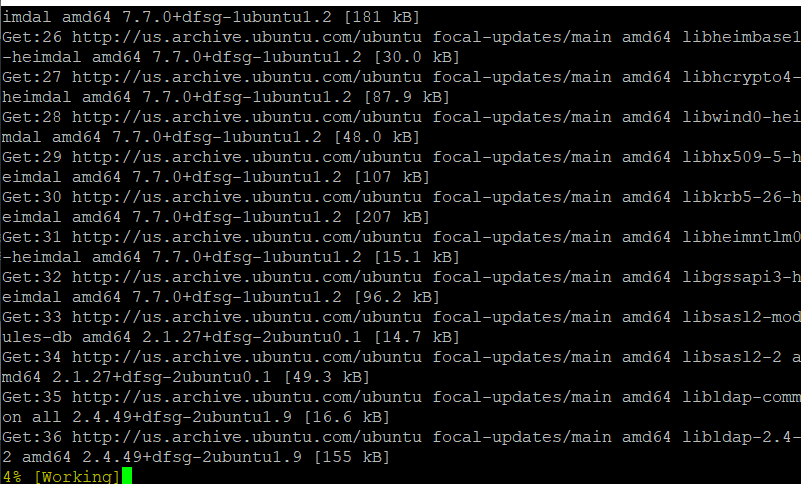 imdal amd64 7.7.0+dfsg-1ubuntu1.2 [181 kB]
Get:26 http://us.archive.ubuntu.com/ubuntu focal-updates/main amd64 libheimbase1
-heimdal amd64 7.7.0+dfsg-1ubuntu1.2 [30.0 kB]
Get:27 http://us.archive.ubuntu.com/ubuntu focal-updates/main amd64 libhcrypto4-
heimdal amd64 7.7.0+dfsg-1ubuntu1.2 [87.9 kB]
Get:28 http://us.archive.ubuntu.com/ubuntu focal-updates/main amd64 libwind0-hei
mdal amd64 7.7.0+dfsg-1ubuntu1.2 [48.0 kB]
Get:29 http://us.archive.ubuntu.com/ubuntu focal-updates/main amd64 libhx509-5-h
eimdal amd64 7.7.0+dfsg-1ubuntu1.2 [107 kB]
Get:30 http://us.archive.ubuntu.com/ubuntu focal-updates/main amd64 libkrb5-26-h
eimdal amd64 7.7.0+dfsg-1ubuntu1.2 [207 kB]
Get:31 http://us.archive.ubuntu.com/ubuntu focal-updates/main amd64 libheimntlm0
-heimdal amd64 7.7.0+dfsg-1ubuntu1.2 [15.1 kB]
Get:32 http://us.archive.ubuntu.com/ubuntu focal-updates/main amd64 libgssapi3-h
eimdal amd64 7.7.0+dfsg-1ubuntu1.2 [96.2 kB]
Get:33 http://us.archive.ubuntu.com/ubuntu focal-updates/main amd64 libsasl2-mod
ules-db amd64 2.1.27+dfsg-2ubuntu0.1 [14.7 kB]
Get:34 http://us.archive.ubuntu.com/ubuntu focal-updates/main amd64 libsasl2-2 a
md64 2.1.27+dfsg-2ubuntu0.1 [49.3 kB]
Get:35 http://us.archive.ubuntu.com/ubuntu focal-updates/main amd64 libldap-comm
on all 2.4.49+dfsg-2ubuntu1.9 [16.6 kB]
Get:36 http://us.archive.ubuntu.com/ubuntu focal-updates/main amd64 libldap-2.4-
2 amd64 2.4.49+dfsg-2ubuntu1.9 [155 kB]
4% [Working]